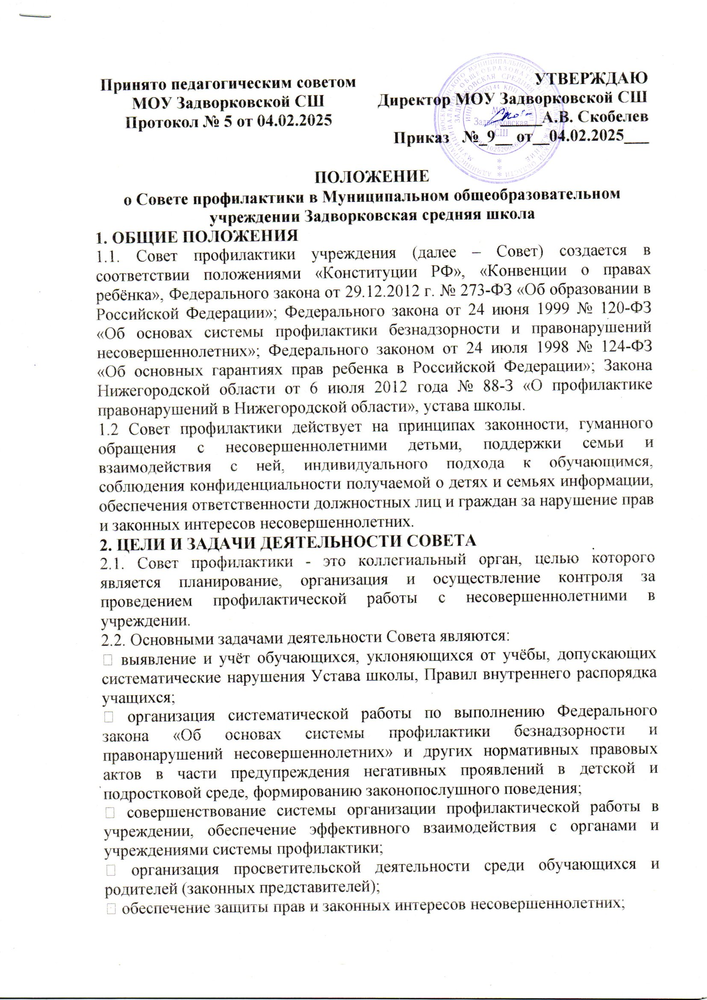 Принято педагогическим советом
МОУ Задворковской СШ
Протокол № 5 от 04.02.2025
УТВЕРЖДАЮ
Директор МОУ Задворковской СШ
_____А.В. Скобелев
Приказ №_9__ от__04.02.2025___
МОУ
Задворковская
СШ
ПОЛОЖЕНИЕ
о Совете профилактики в Муниципальном общеобразовательном
учреждении Задворковская средняя школа
1. ОБЩИЕ ПОЛОЖЕНИЯ
1.1. Совет профилактики учреждения (далее – Совет) создается в
соответствии положениями «Конституции РФ», «Конвенции о правах
ребёнка», Федерального закона от 29.12.2012 г. № 273-ФЗ «Об образовании в
Российской Федерации»; Федерального закона от 24 июня 1999 № 120-ФЗ
«Об основах системы профилактики безнадзорности и правонарушений
несовершеннолетних»; Федерального законом от 24 июля 1998 № 124-ФЗ
«Об основных гарантиях прав ребенка в Российской Федерации»; Закона
Нижегородской области от 6 июля 2012 года № 88-З «О профилактике
правонарушений в Нижегородской области», устава школы.
1.2 Совет профилактики действует на принципах законности, гуманного
обращения с несовершеннолетними детьми, поддержки семьи и
взаимодействия с ней, индивидуального подхода к обучающимся,
соблюдения конфиденциальности получаемой о детях и семьях информации,
обеспечения ответственности должностных лиц и граждан за нарушение прав
и законных интересов несовершеннолетних.
2. ЦЕЛИ И ЗАДАЧИ ДЕЯТЕЛЬНОСТИ СОВЕТА
2.1. Совет профилактики - это коллегиальный орган, целью которого
является планирование, организация и осуществление контроля за
проведением профилактической работы с несовершеннолетними в
учреждении.
2.2. Основными задачами деятельности Совета являются:
 выявление и учёт обучающихся, уклоняющихся от учёбы, допускающих
систематические нарушения Устава школы, Правил внутреннего распорядка
учащихся;
 организация систематической работы по выполнению Федерального
закона «Об основах системы профилактики безнадзорности и
правонарушений несовершеннолетних» и других нормативных правовых
актов в части предупреждения негативных проявлений в детской и
подростковой среде, формированию законопослушного поведения;
 совершенствование системы организации профилактической работы в
учреждении, обеспечение эффективного взаимодействия с органами и
учреждениями системы профилактики;
 организация просветительской деятельности среди обучающихся и
родителей (законных представителей);
 обеспечение защиты прав и законных интересов несовершеннолетних;